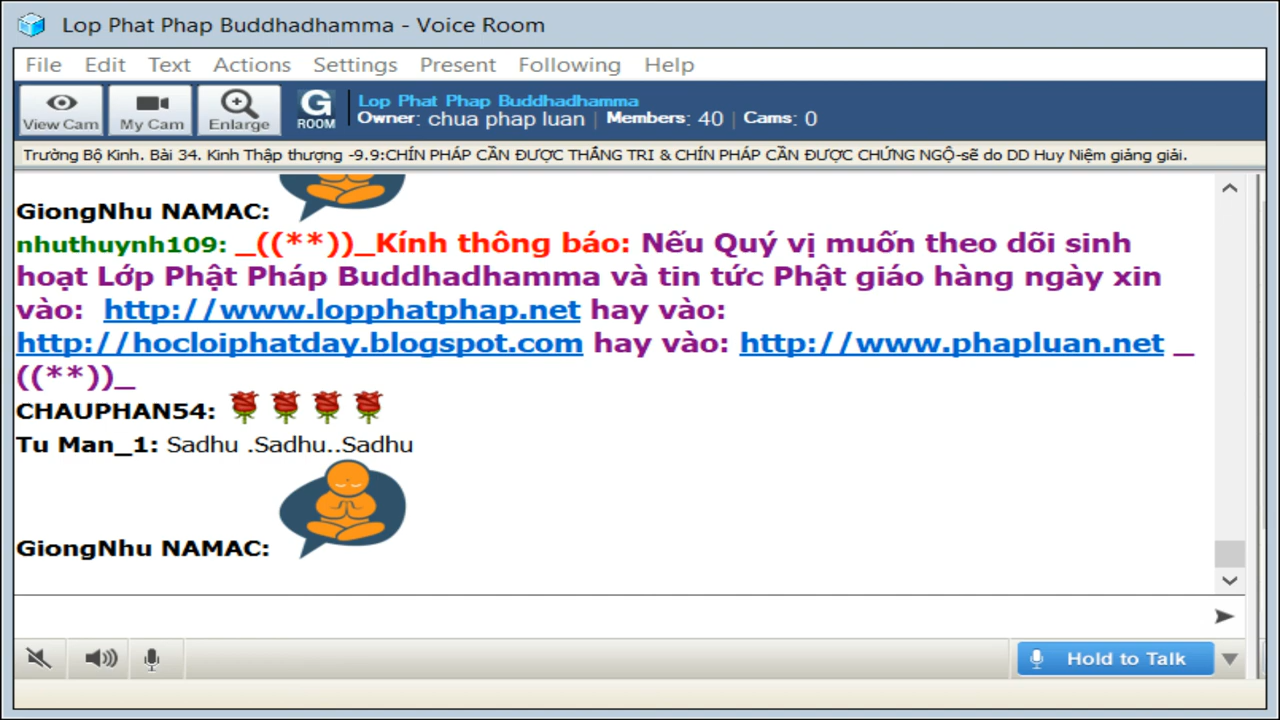 Lop Phat Phap Buddhadhamma - Voice Room
File Edit Text Actions Settings Present Following Help
View Cam My Cam Enlarge G ROOM
Lop Phat Phap Buddhadhamma
Owner: chua phap luan | Members: 40 | Cams: 0
Trường Bộ Kinh. Bài 34. Kinh Thập thượng -9.9:CHÍN PHÁP CẦN ĐƯỢC THẮNG TRI & CHÍN PHÁP CẦN ĐƯỢC CHỨNG NGỘ-sẽ do DD Huy Niệm giảng giải.
GiongNhu NAMAC:
nhuthuynh109: _((**))_Kính thông báo: Nếu Quý vị muốn theo dõi sinh
hoạt Lớp Phật Pháp Buddhadhamma và tin tức Phật giáo hàng ngày xin
vào: http://www.lopphatphap.net hay vào:
http://hocloiphatday.blogspot.com hay vào: http://www.phapluan.net _
((**))_
CHAUPHAN54:
Tu Man_1: Sadhu .Sadhu..Sadhu
GiongNhu NAMAC:
Hold to Talk